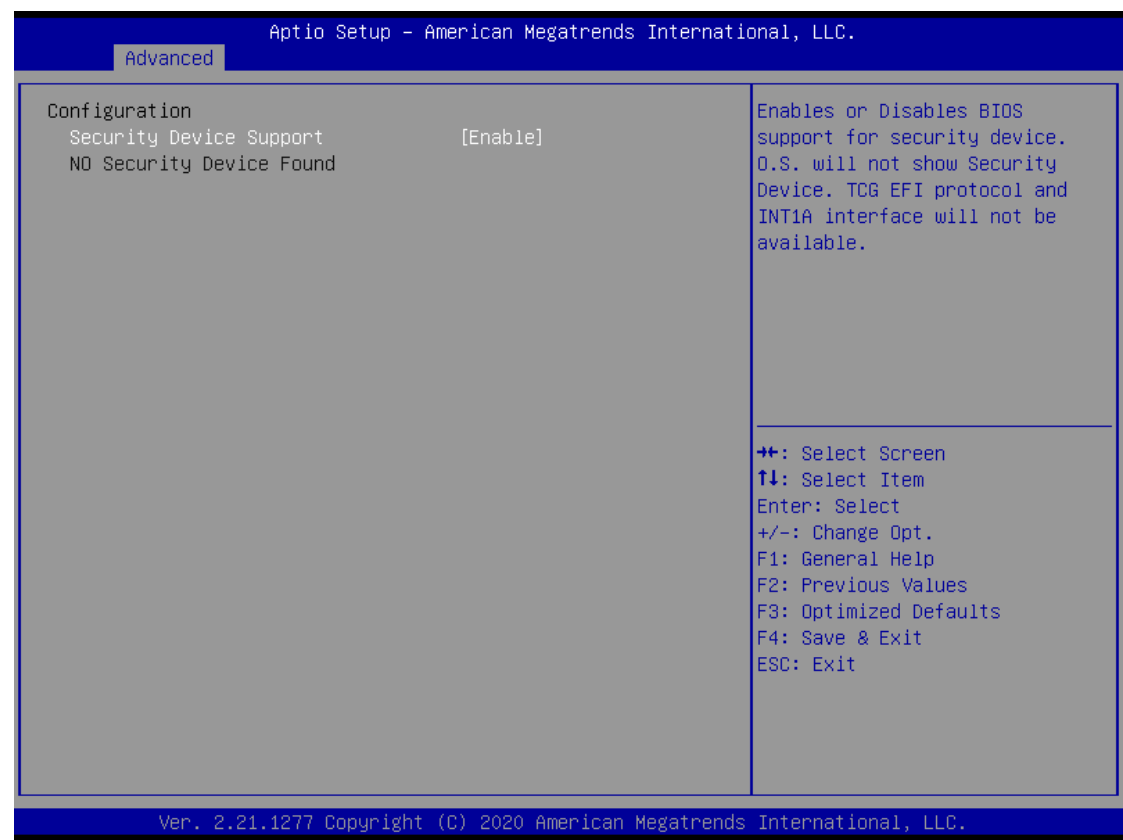 Aptio Setup – American Megatrends International, LLC.
Advanced
Configuration
Security Device Support [Enable]
NO Security Device Found
Enables or Disables BIOS
support for security device.
O.S. will not show Security
Device. TCG EFI protocol and
INT1A interface will not be
available.
→←: Select Screen
↑↓: Select Item
Enter: Select
+/-: Change Opt.
F1: General Help
F2: Previous Values
F3: Optimized Defaults
F4: Save & Exit
ESC: Exit
Ver. 2.21.1277 Copyright (C) 2020 American Megatrends International, LLC.